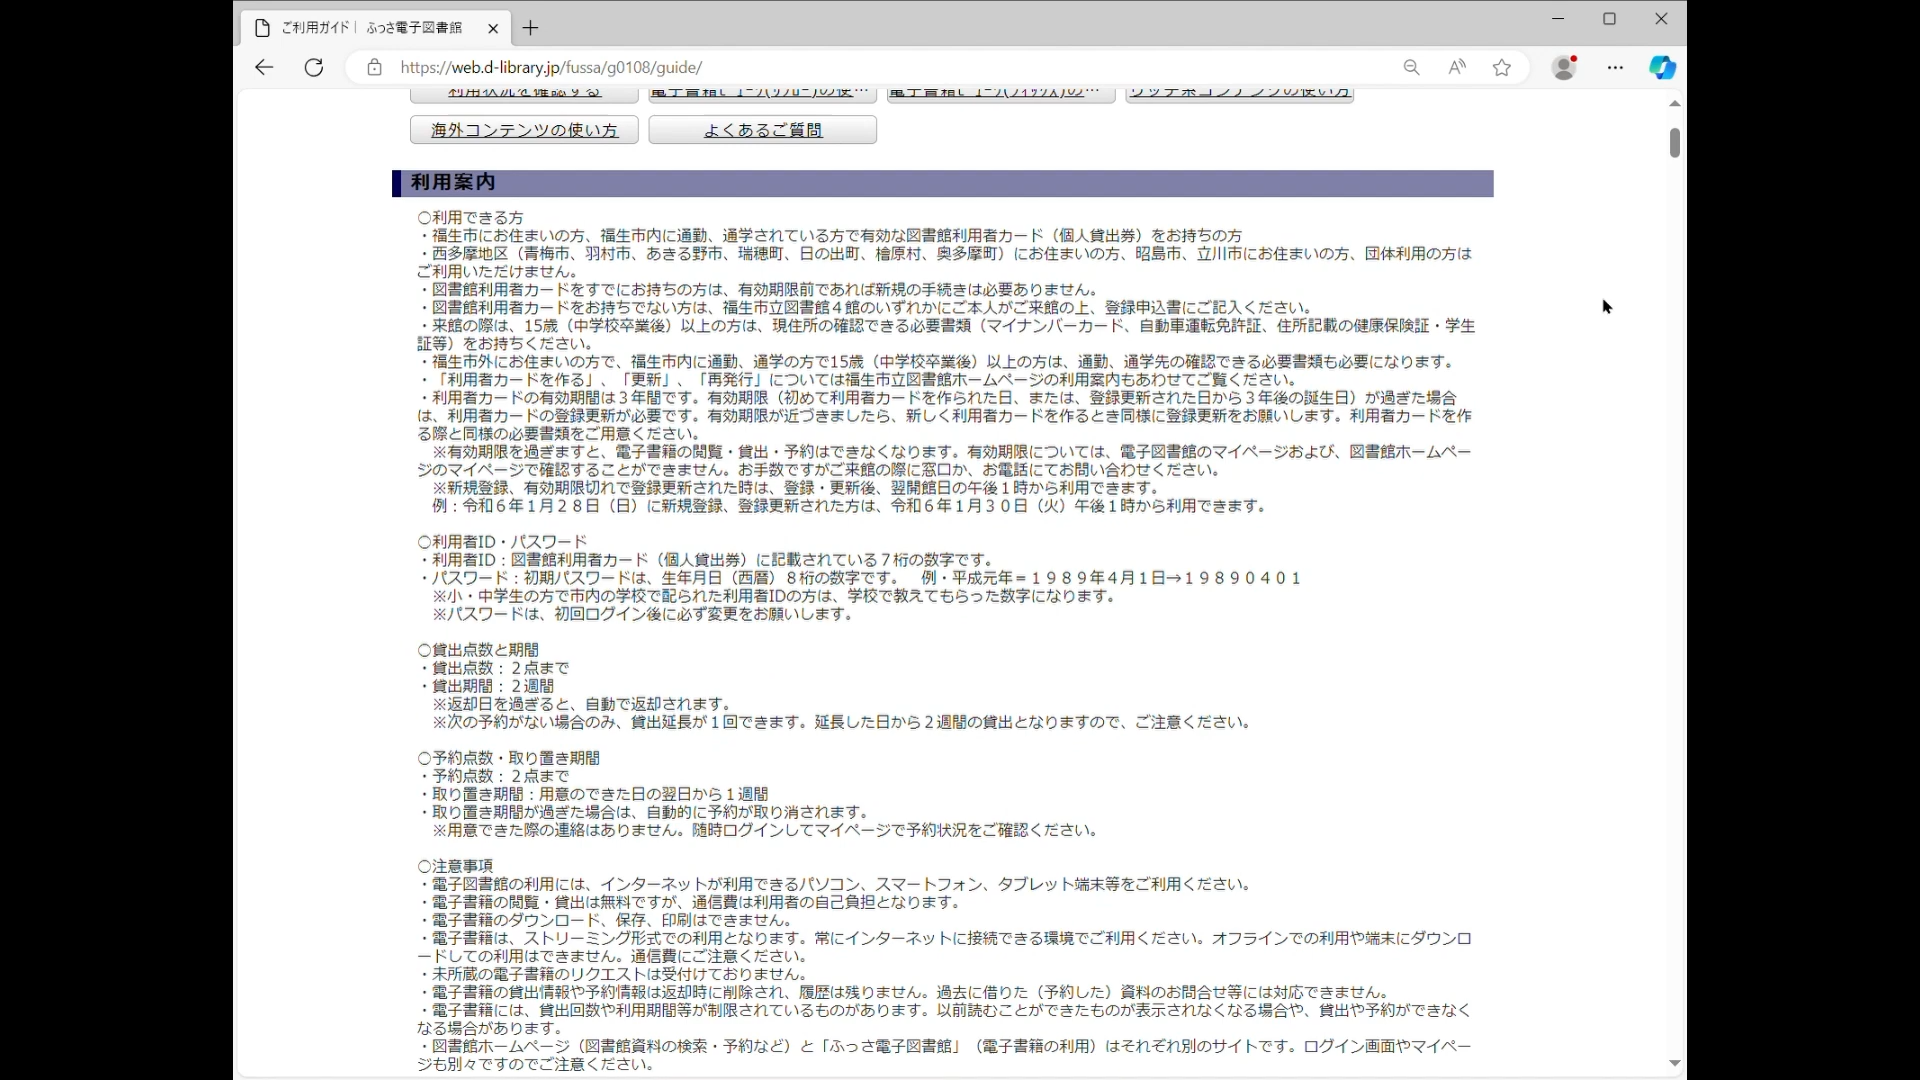 ご利用ガイド｜ ふっさ電子図書館
https://web.d-library.jp/fussa/g0108/guide/
利用状況を確認する
電子書籍ビューア(リフロー)の使… 電子書籍ビューア(フィックス)の… リッチ系コンテンツの使い方
海外コンテンツの使い方 よくあるご質問
利用案内
○利用できる方
・福生市にお住まいの方、福生市内に通勤、通学されている方で有効な図書館利用者カード（個人貸出券）をお持ちの方
・西多摩地区（青梅市、羽村市、あきる野市、瑞穂町、日の出町、檜原村、奥多摩町）にお住まいの方、昭島市、立川市にお住まいの方、団体利用の方は
ご利用いただけません。
・図書館利用者カードをすでにお持ちの方は、有効期限前であれば新規の手続きは必要ありません。
・図書館利用者カードをお持ちでない方は、福生市立図書館４館のいずれかにご本人がご来館の上、登録申込書にご記入ください。
・来館の際は、15歳（中学校卒業後）以上の方は、現住所の確認できる必要書類（マイナンバーカード、自動車運転免許証、住所記載の健康保険証・学生
証等）をお持ちください。
・福生市外にお住まいの方で、福生市内に通勤、通学の方で15歳（中学校卒業後）以上の方は、通勤、通学先の確認できる必要書類も必要になります。
・「利用者カードを作る」、「更新」、「再発行」については福生市立図書館ホームページの利用案内もあわせてご覧ください。
・利用者カードの有効期間は３年間です。有効期限（初めて利用者カードを作られた日、または、登録更新された日から３年後の誕生日）が過ぎた場合
は、利用者カードの登録更新が必要です。有効期限が近づきましたら、新しく利用者カードを作るとき同様に登録更新をお願いします。利用者カードを作
る際と同様の必要書類をご用意ください。
※有効期限を過ぎますと、電子書籍の閲覧・貸出・予約はできなくなります。有効期限については、電子図書館のマイページおよび、図書館ホームペー
ジのマイページで確認することができません。お手数ですがご来館の際に窓口か、お電話にてお問い合わせください。
※新規登録、有効期限切れで登録更新された時は、登録・更新後、翌開館日の午後１時から利用できます。
例：令和６年１月２８日（日）に新規登録、登録更新された方は、令和６年１月３０日（火）午後１時から利用できます。
○利用者ID・パスワード
・利用者ID：図書館利用者カード（個人貸出券）に記載されている７桁の数字です。
・パスワード：初期パスワードは、生年月日（西暦）８桁の数字です。　例・平成元年＝１９８９年４月１日→１９８９０４０１
※小・中学生の方で市内の学校で配られた利用者IDの方は、学校で教えてもらった数字になります。
※パスワードは、初回ログイン後に必ず変更をお願いします。
○貸出点数と期間
・貸出点数：２点まで
・貸出期間：２週間
※返却日を過ぎると、自動で返却されます。
※次の予約がない場合のみ、貸出延長が１回できます。延長した日から２週間の貸出となりますので、ご注意ください。
○予約点数・取り置き期間
・予約点数：２点まで
・取り置き期間：用意のできた日の翌日から１週間
・取り置き期間が過ぎた場合は、自動的に予約が取り消されます。
※用意できた際の連絡はありません。随時ログインしてマイページで予約状況をご確認ください。
○注意事項
・電子図書館の利用には、インターネットが利用できるパソコン、スマートフォン、タブレット端末等をご利用ください。
・電子書籍の閲覧・貸出は無料ですが、通信費は利用者の自己負担となります。
・電子書籍のダウンロード、保存、印刷はできません。
・電子書籍は、ストリーミング形式での利用となります。常にインターネットに接続できる環境でご利用ください。オフラインでの利用や端末にダウンロ
ードしての利用はできません。通信費にご注意ください。
・未所蔵の電子書籍のリクエストは受付けておりません。
・電子書籍の貸出情報や予約情報は返却時に削除され、履歴は残りません。過去に借りた（予約した）資料のお問合せ等には対応できません。
・電子書籍には、貸出回数や利用期間等が制限されているものがあります。以前読むことができたものが表示されなくなる場合や、貸出や予約ができなく
なる場合があります。
・図書館ホームページ（図書館資料の検索・予約など）と「ふっさ電子図書館」（電子書籍の利用）はそれぞれ別のサイトです。ログイン画面やマイペー
ジも別々ですのでご注意ください。